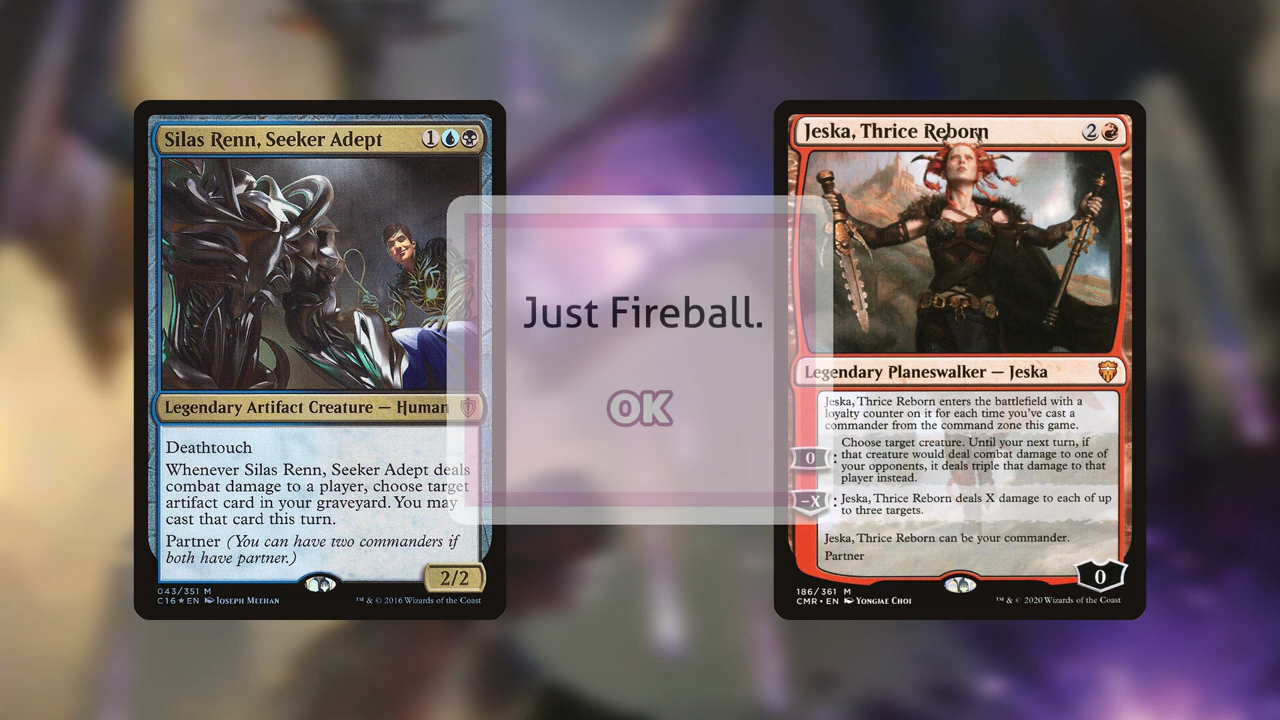 Silas Renn, Seeker Adept 1
Legendary Artifact Creature — Human
Deathtouch
Whenever Silas Renn, Seeker Adept deals
combat damage to a player, choose target
artifact card in your graveyard. You may
cast that card this turn.
Partner (You can have two commanders if
both have partner.)
2/2
043/351 M
C16★EN Joseph Meehan
™ & © 2016 Wizards of the Coast
Just Fireball.
OK
Jeska, Thrice Reborn 2
Legendary Planeswalker — Jeska
Jeska, Thrice Reborn enters the battlefield with a
loyalty counter on it for each time you've cast a
commander from the command zone this game.
0 : Choose target creature. Until your next turn, if
that creature would deal combat damage to one of
your opponents, it deals triple that damage to that
player instead.
−X : Jeska, Thrice Reborn deals X damage to each of up
to three targets.
Jeska, Thrice Reborn can be your commander.
Partner
0
186/361 M
CMR • EN Yongjae Choi
™ & © 2020 Wizards of the Coast